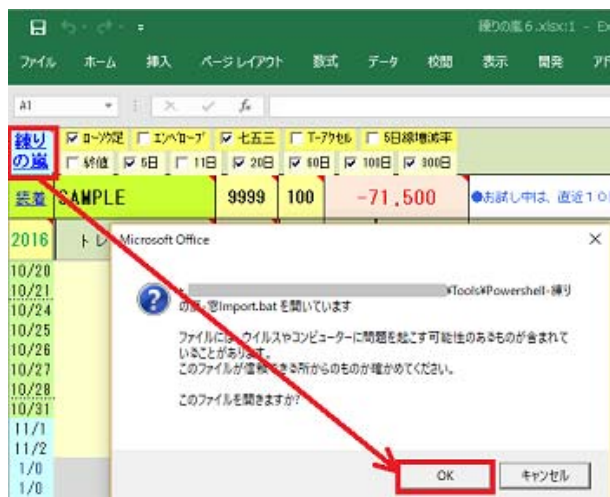 練りの嵐 6.xlsx:1 - Ex
ファイル ホーム 挿入 ページ レイアウト 数式 データ 校閲 表示 開発
A1 fx
練りの嵐
ローソク足 エンベロープ 七五三 T-アクセル 5日線増減率
終値 5日 11日 20日 60日 100日 300日
装着 SAMPLE 9999 100 -71,500 ●お試し中は、直近10
2016 トレ
Microsoft Office
10/20
10/21
10/24
10/25
10/26
10/27
10/28
10/31
11/1
11/2
1/0
1/0
¥Tools¥Powershell-練り
の嵐-窓Import.bat を開いています
ファイルには、ウイルスやコンピューターに問題を起こす可能性のあるものが含まれて
いることがあります。
このファイルが信頼できる所からのものか確かめてください。
このファイルを開きますか?
OK キャンセル